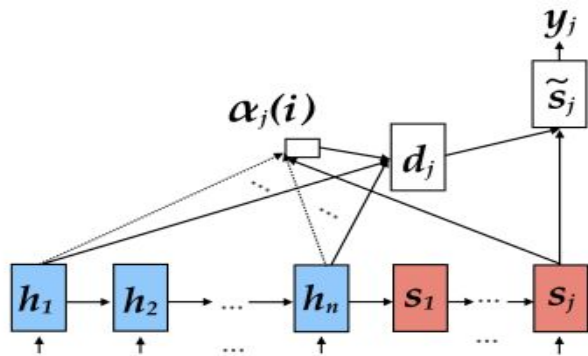 y_j
s̃_j
α_j(i)
d_j
...
...
h_1 h_2 ... h_n s_1 ... s_j
... ...